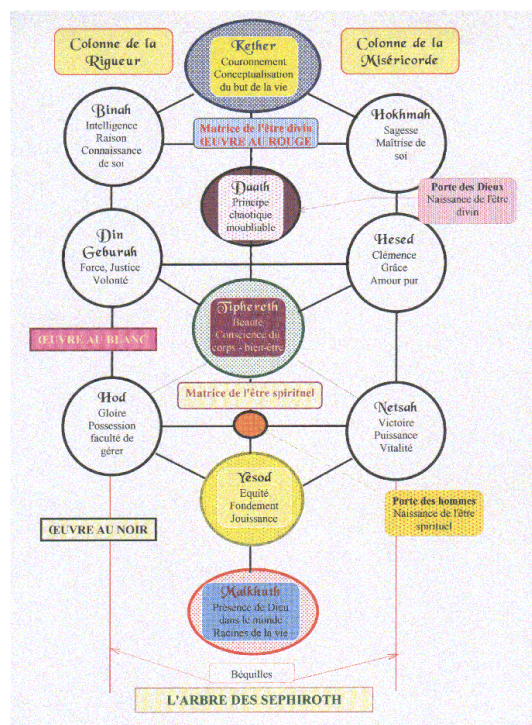 Colonne de la
Rigueur
Kether
Couronnement
Conceptualisation
du but de la vie
Colonne de la
Miséricorde
Binah
Intelligence
Raison
Connaissance
de soi
Matrice de l'être divin
ŒUVRE AU ROUGE
Hokhmah
Sagesse
Maîtrise de
soi
Daath
Principe
chaotique
inoubliable
Porte des Dieux
Naissance de l'être
divin
Din
Geburah
Force, Justice
Volonté
Hesed
Clémence
Grâce
Amour pur
Tiphereth
Beauté
Conscience du
corps - bien-être
ŒUVRE AU BLANC
Matrice de l'être spirituel
Hod
Gloire
Possession
faculté de
gérer
Netsah
Victoire
Puissance
Vitalité
Yésod
Equité
Fondement
Jouissance
Porte des hommes
Naissance de l'être
spirituel
ŒUVRE AU NOIR
Malkhuth
Présence de Dieu
dans le monde
Racines de la vie
Béquilles
L'ARBRE DES SEPHIROTH